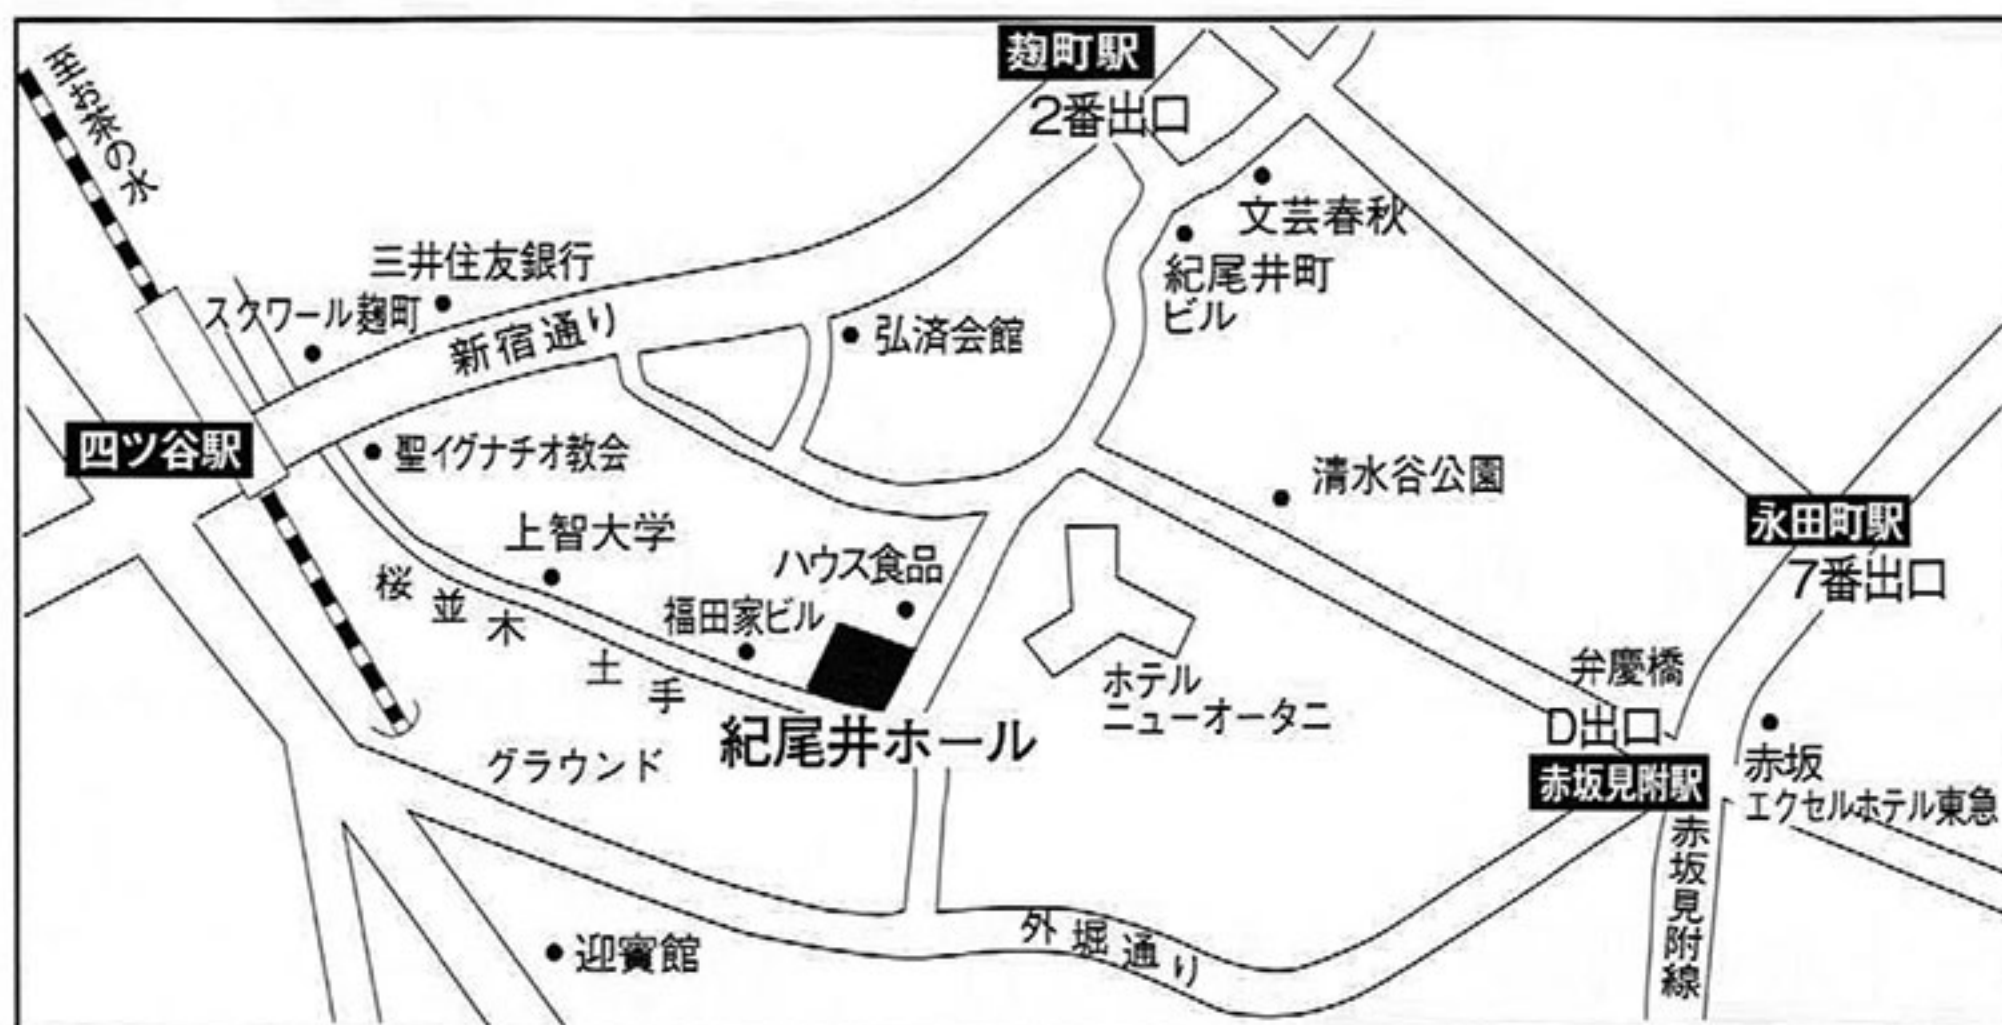 麹町駅
2番出口
至お茶の水
文芸春秋
三井住友銀行
紀尾井町
ビル
スクワール麹町
新宿通り
弘済会館
四ツ谷駅
聖イグナチオ教会
清水谷公園
上智大学
永田町駅
7番出口
ハウス食品
桜並木
福田家ビル
土手
弁慶橋
ホテル
ニューオータニ
D出口
紀尾井ホール
グラウンド
赤坂見附駅
赤坂
エクセルホテル東急
赤坂見附線
外堀通り
迎賓館